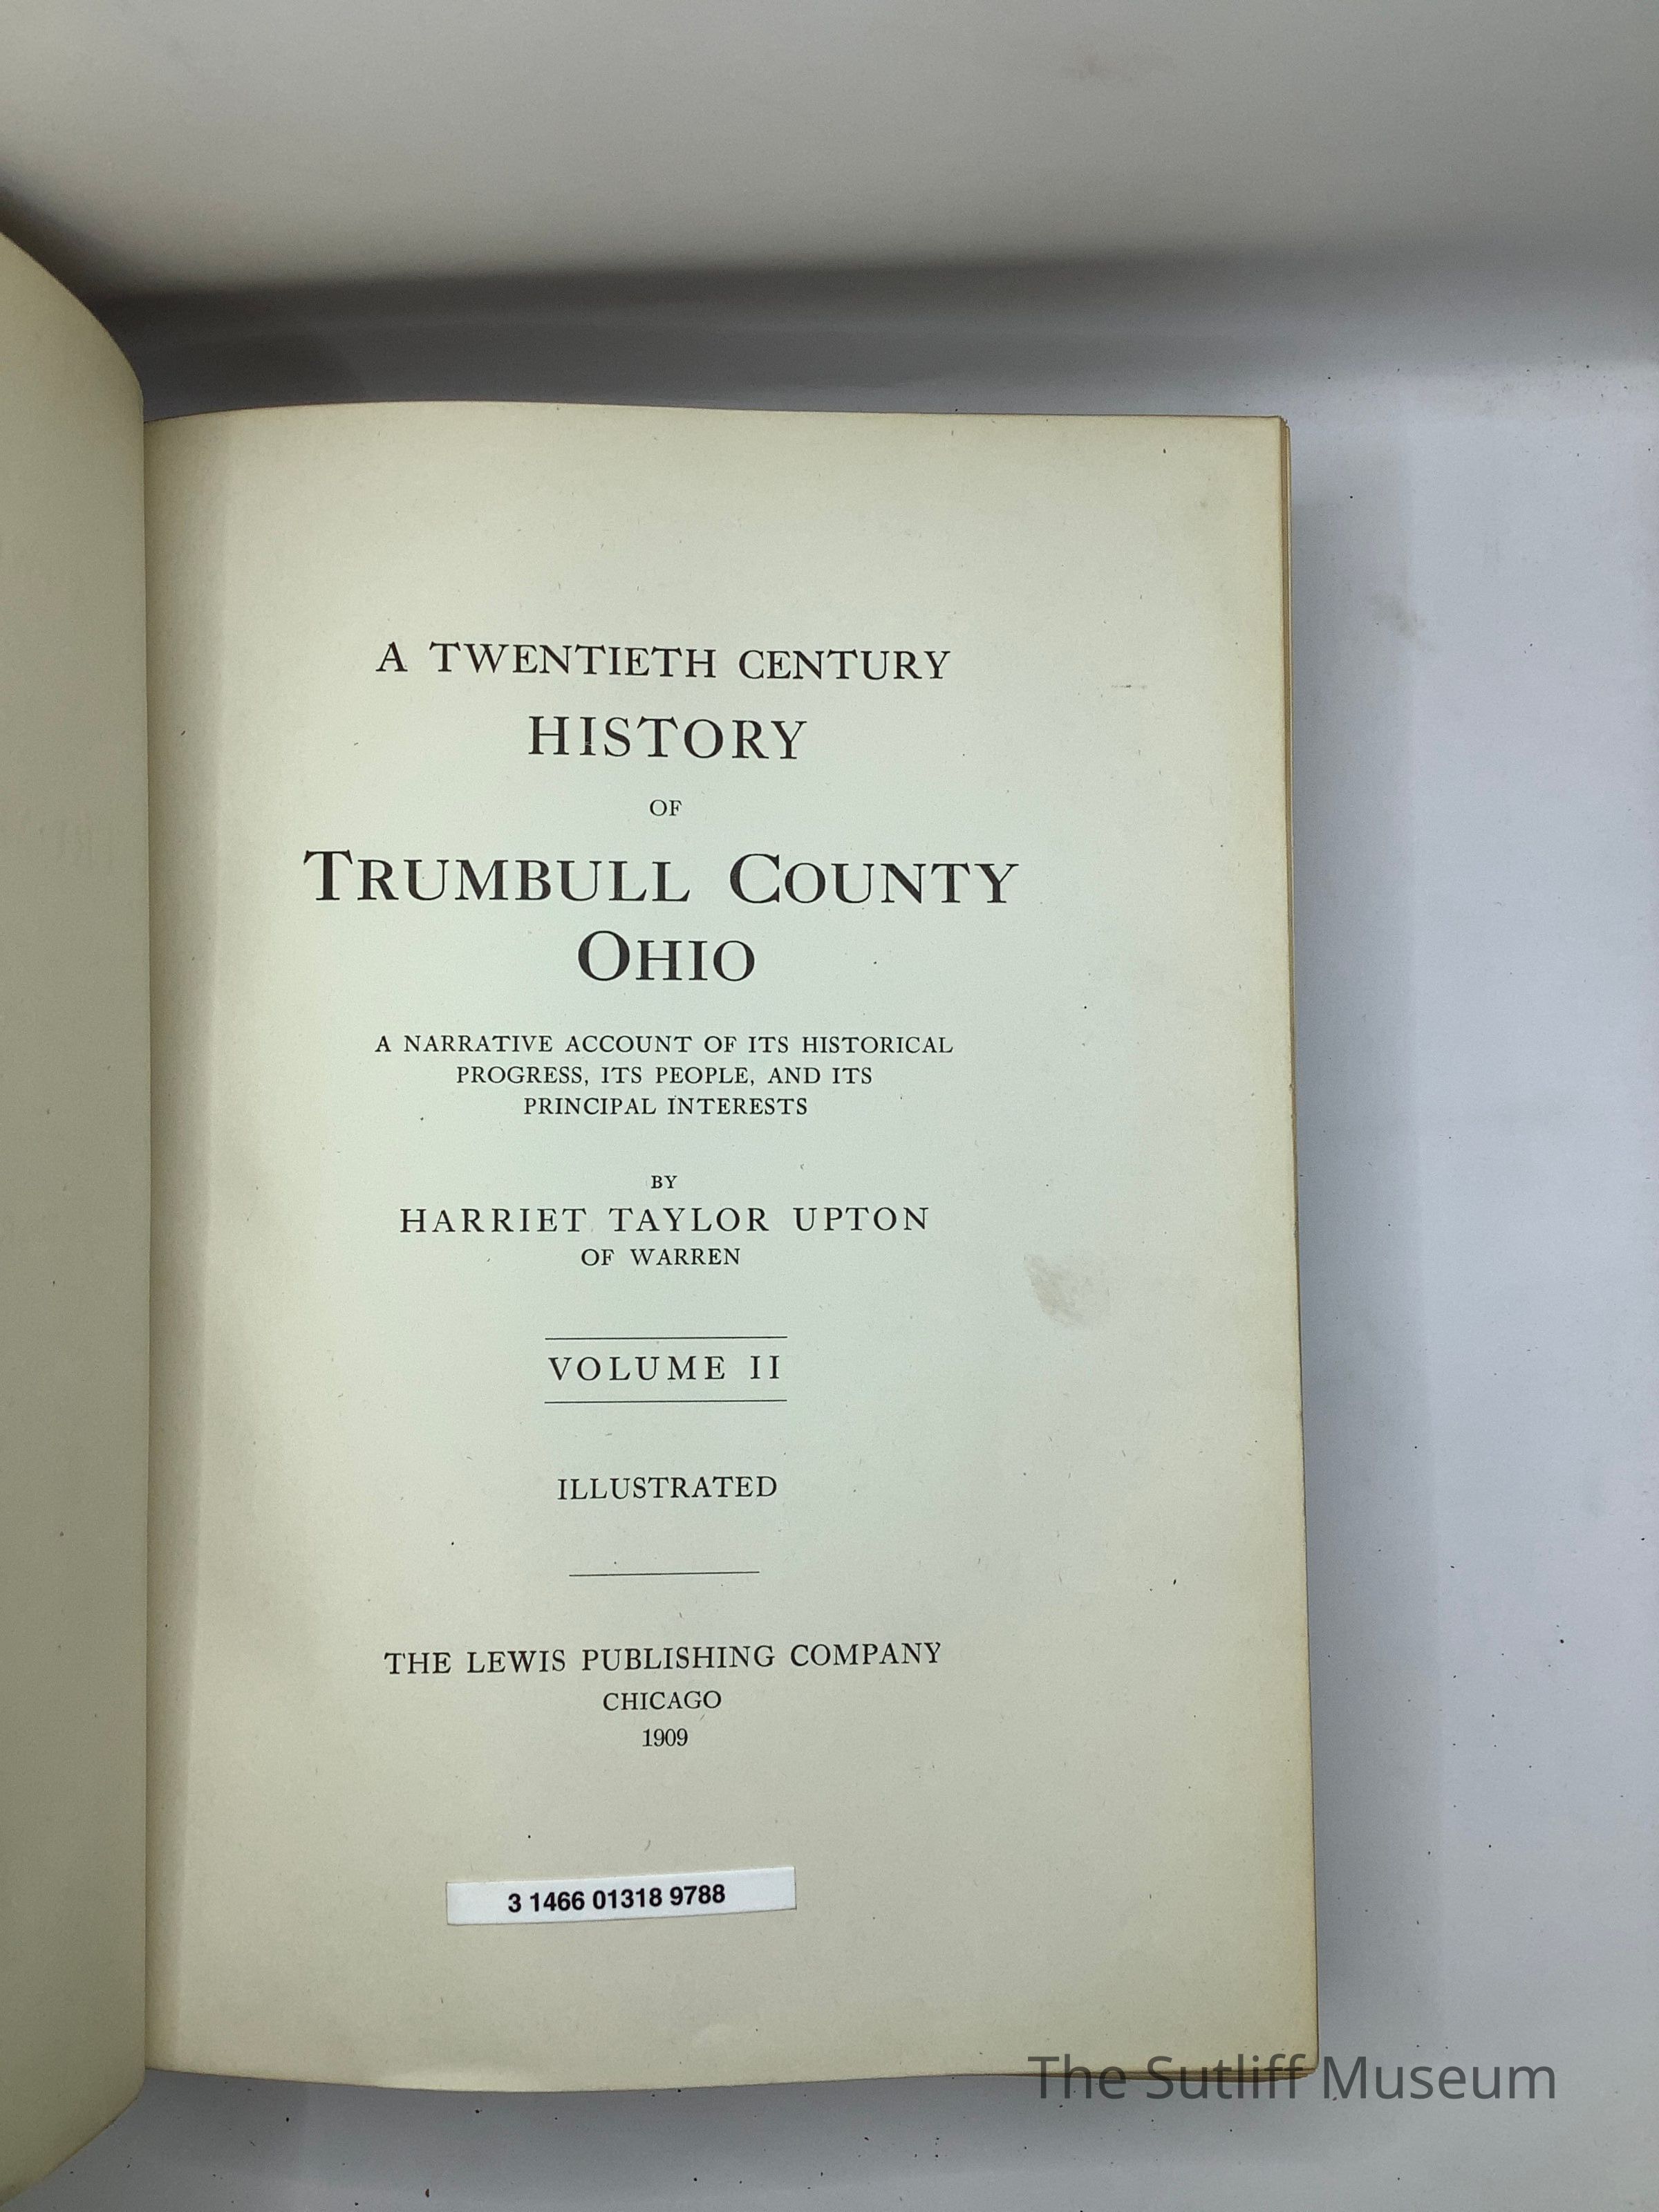 A TWENTIETH CENTURY
HISTORY
OF
TRUMBULL COUNTY
OHIO
A NARRATIVE ACCOUNT OF ITS HISTORICAL
PROGRESS, ITS PEOPLE, AND ITS
PRINCIPAL INTERESTS
BY
HARRIET TAYLOR UPTON
OF WARREN
VOLUME II
ILLUSTRATED
THE LEWIS PUBLISHING COMPANY
CHICAGO
1909
3 1466 01318 9788
The Sutliff Museum